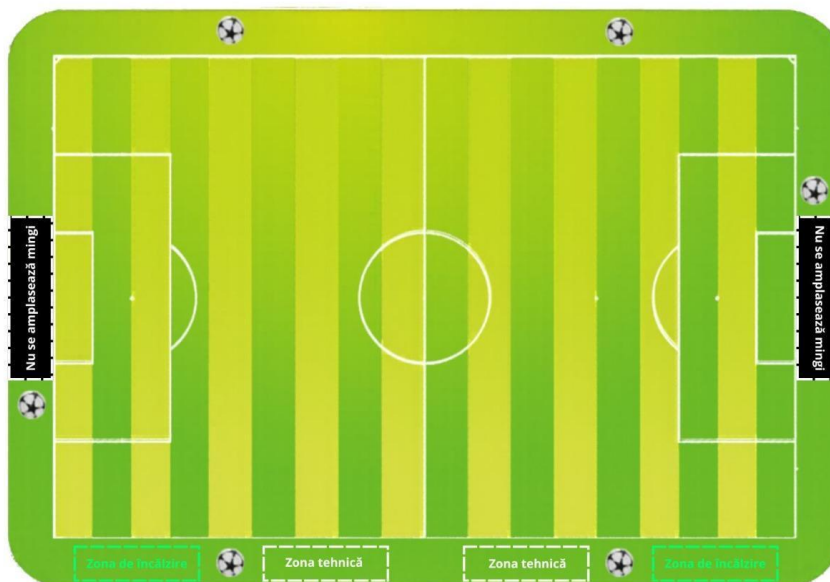 Nu se amplasează mingi
Nu se amplasează mingi
Zona de încălzire
Zona tehnică
Zona tehnică
Zona de încălzire